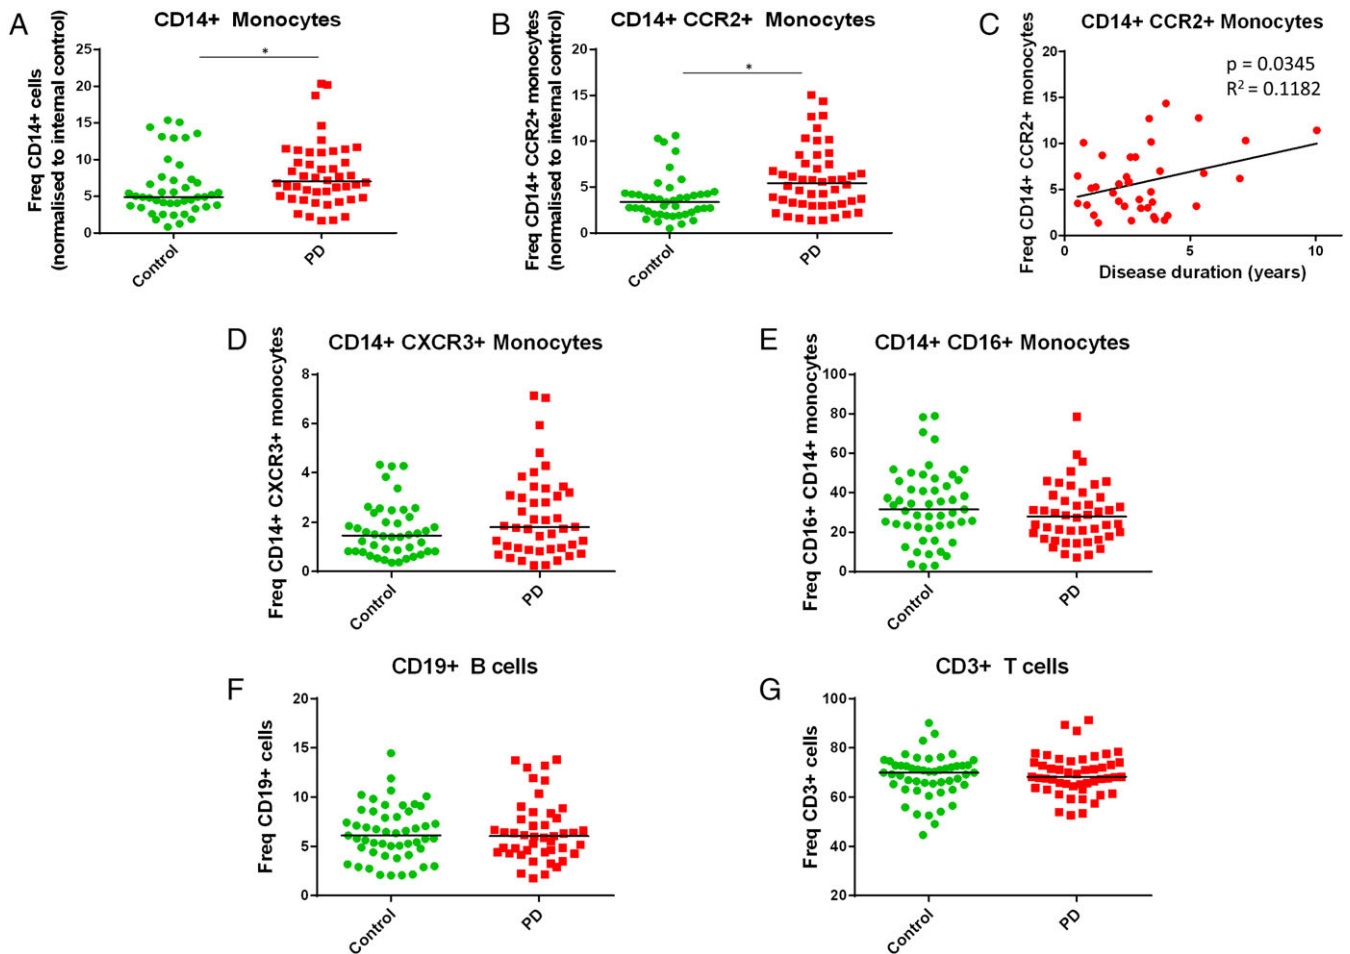 A
CD14+ Monocytes
Freq CD14+ cells
(normalised to internal control)
25
20
15
10
5
0
*
Control
PD
B
CD14+ CCR2+ Monocytes
Freq CD14+ CCR2+ monocytes
(normalised to internal control)
20
15
10
5
0
*
Control
PD
C
CD14+ CCR2+ Monocytes
Freq CD14+ CCR2+ monocytes
20
15
10
5
0
p = 0.0345
R² = 0.1182
0
5
10
Disease duration (years)
D
CD14+ CXCR3+ Monocytes
Freq CD14+ CXCR3+ monocytes
8
6
4
2
0
Control
PD
E
CD14+ CD16+ Monocytes
Freq CD16+ CD14+ monocytes
100
80
60
40
20
0
Control
PD
F
CD19+ B cells
Freq CD19+ cells
20
15
10
5
0
Control
PD
G
CD3+ T cells
Freq CD3+ cells
100
80
60
40
20
Control
PD